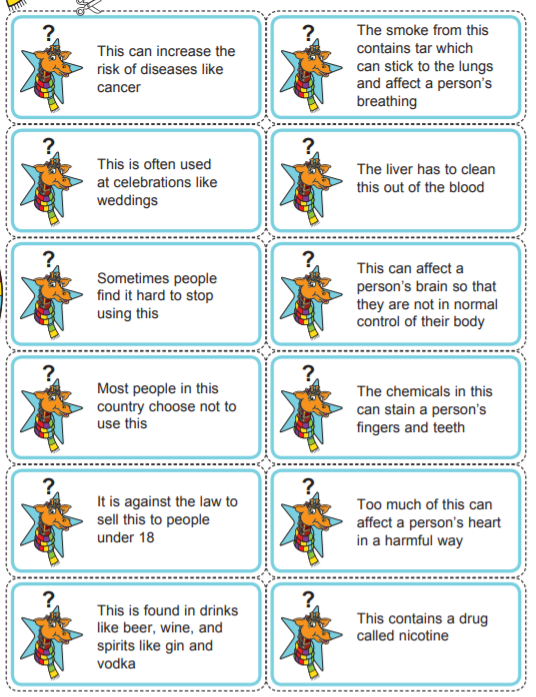 ?
This can increase the
risk of diseases like
cancer
?
The smoke from this
contains tar which
can stick to the lungs
and affect a person's
breathing
?
This is often used
at celebrations like
weddings
?
The liver has to clean
this out of the blood
?
Sometimes people
find it hard to stop
using this
?
This can affect a
person's brain so that
they are not in normal
control of their body
?
Most people in this
country choose not to
use this
?
The chemicals in this
can stain a person's
fingers and teeth
?
It is against the law to
sell this to people
under 18
?
Too much of this can
affect a person's heart
in a harmful way
?
This is found in drinks
like beer, wine, and
spirits like gin and
vodka
?
This contains a drug
called nicotine